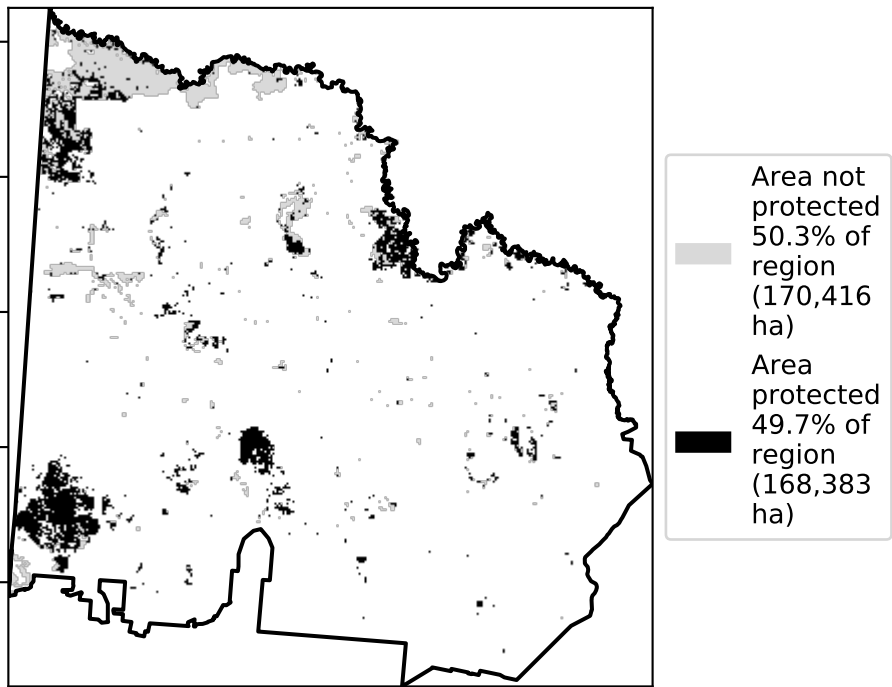 Area not
protected
50.3% of
region
(170,416
ha)
Area
protected
49.7% of
region
(168,383
ha)